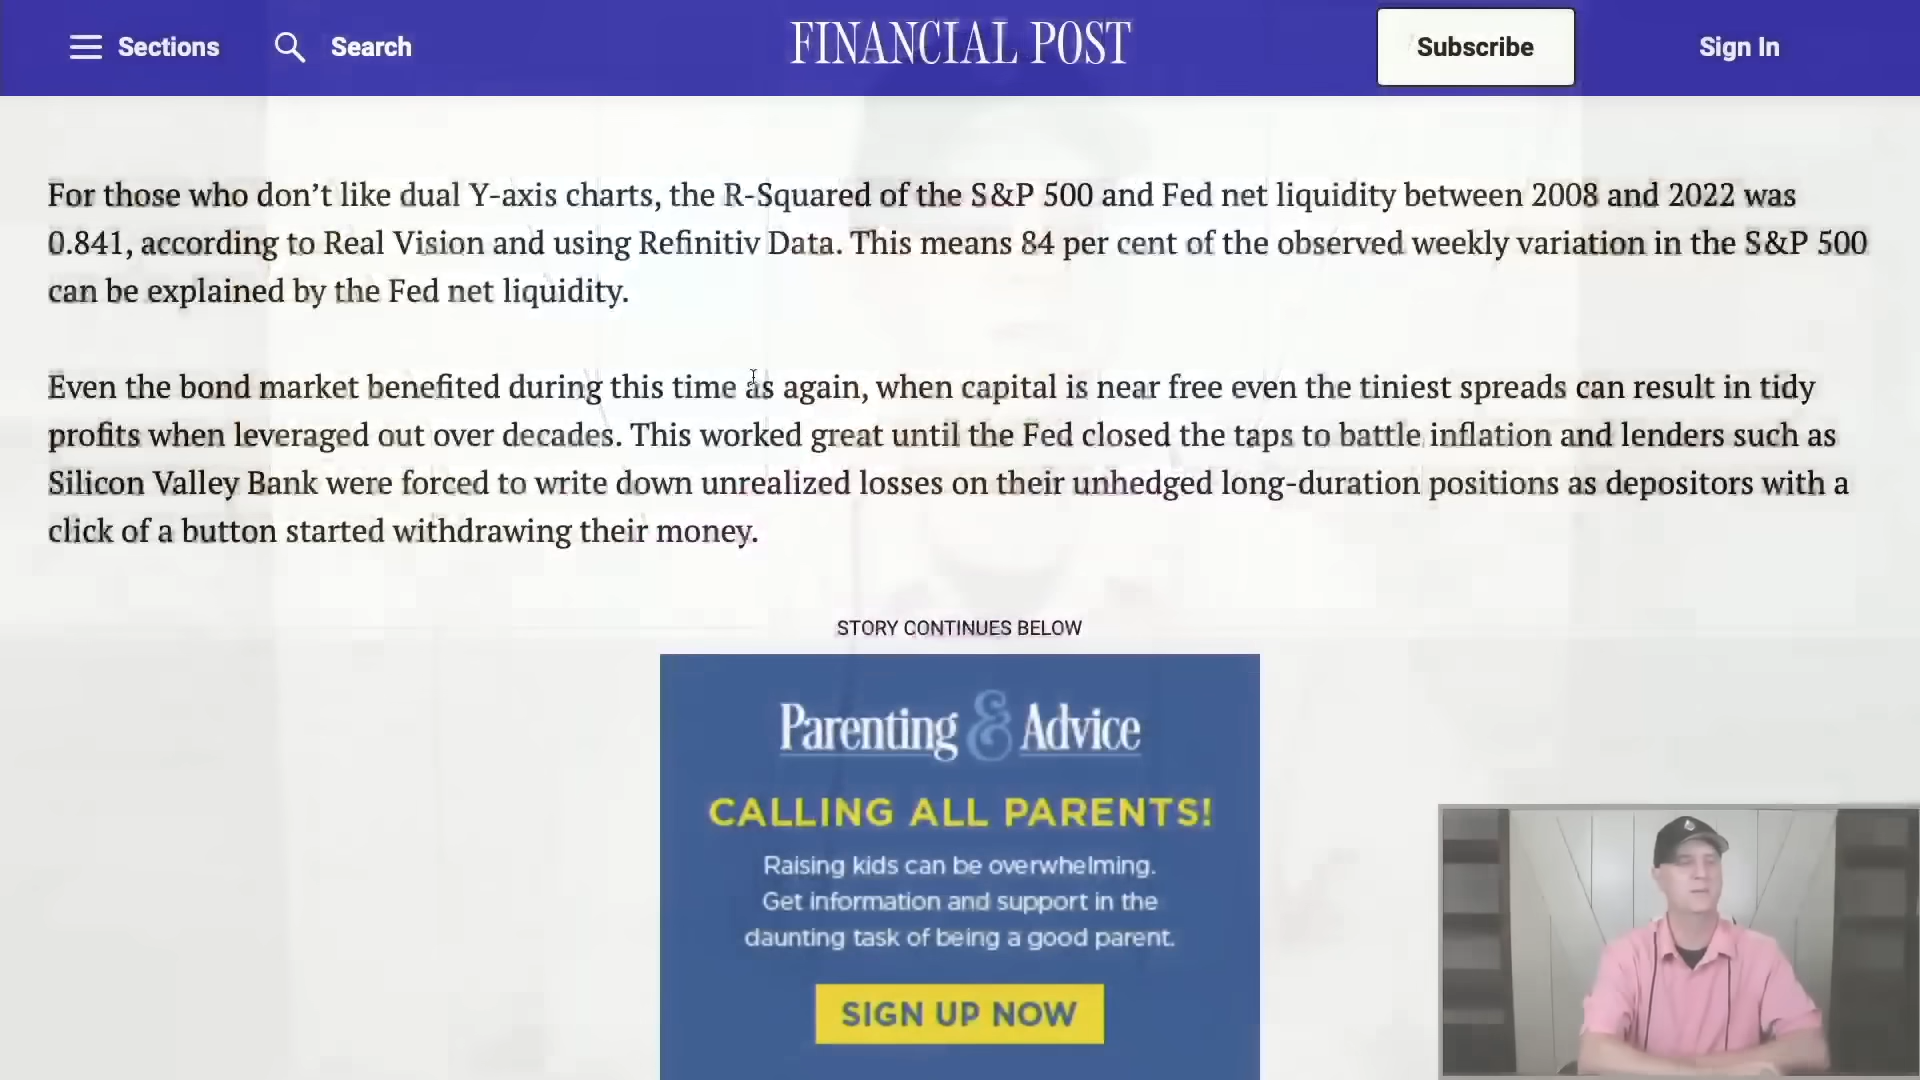 Sections
Search
FINANCIAL POST
Subscribe
Sign In
For those who don’t like dual Y-axis charts, the R-Squared of the S&P 500 and Fed net liquidity between 2008 and 2022 was
0.841, according to Real Vision and using Refinitiv Data. This means 84 per cent of the observed weekly variation in the S&P 500
can be explained by the Fed net liquidity.
Even the bond market benefited during this time as again, when capital is near free even the tiniest spreads can result in tidy
profits when leveraged out over decades. This worked great until the Fed closed the taps to battle inflation and lenders such as
Silicon Valley Bank were forced to write down unrealized losses on their unhedged long-duration positions as depositors with a
click of a button started withdrawing their money.
STORY CONTINUES BELOW
Parenting & Advice
CALLING ALL PARENTS!
Raising kids can be overwhelming.
Get information and support in the
daunting task of being a good parent.
SIGN UP NOW